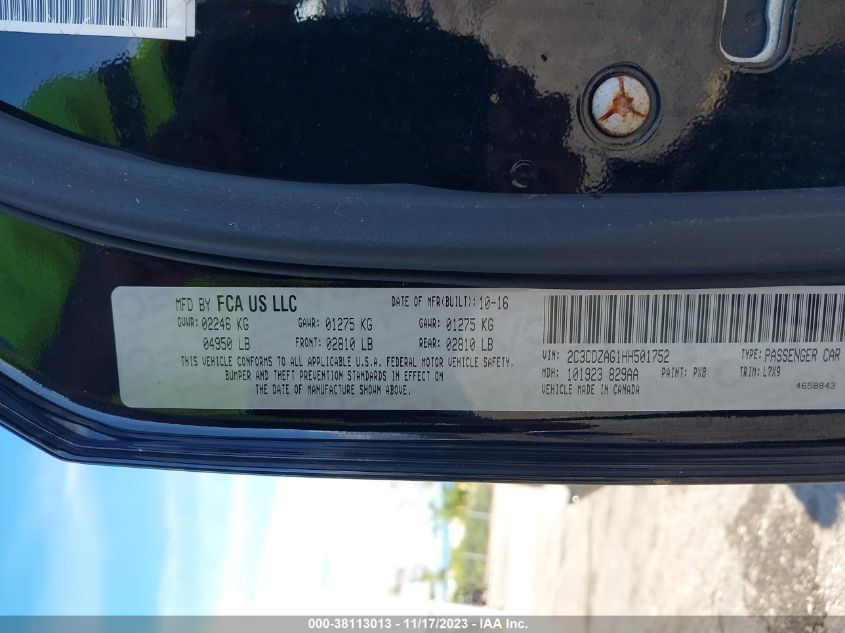 MFD BY FCA US LLC DATE OF MFR(BUILT): 10-16
GVWR: 02246 KG GAWR: 01275 KG GAWR: 01275 KG
04950 LB FRONT: 02810 LB REAR: 02810 LB
THIS VEHICLE CONFORMS TO ALL APPLICABLE U.S.A. FEDERAL MOTOR VEHICLE SAFETY,
BUMPER AND THEFT PREVENTION STANDARDS IN EFFECT ON
THE DATE OF MANUFACTURE SHOWN ABOVE.
VIN: 2C3CDZAG1HH501752 TYPE: PASSENGER CAR
MDH: 101923 829AA PAINT: PX8 TRIM: L7X9
VEHICLE MADE IN CANADA 4658843
000-38113013 - 11/17/2023 - IAA Inc.